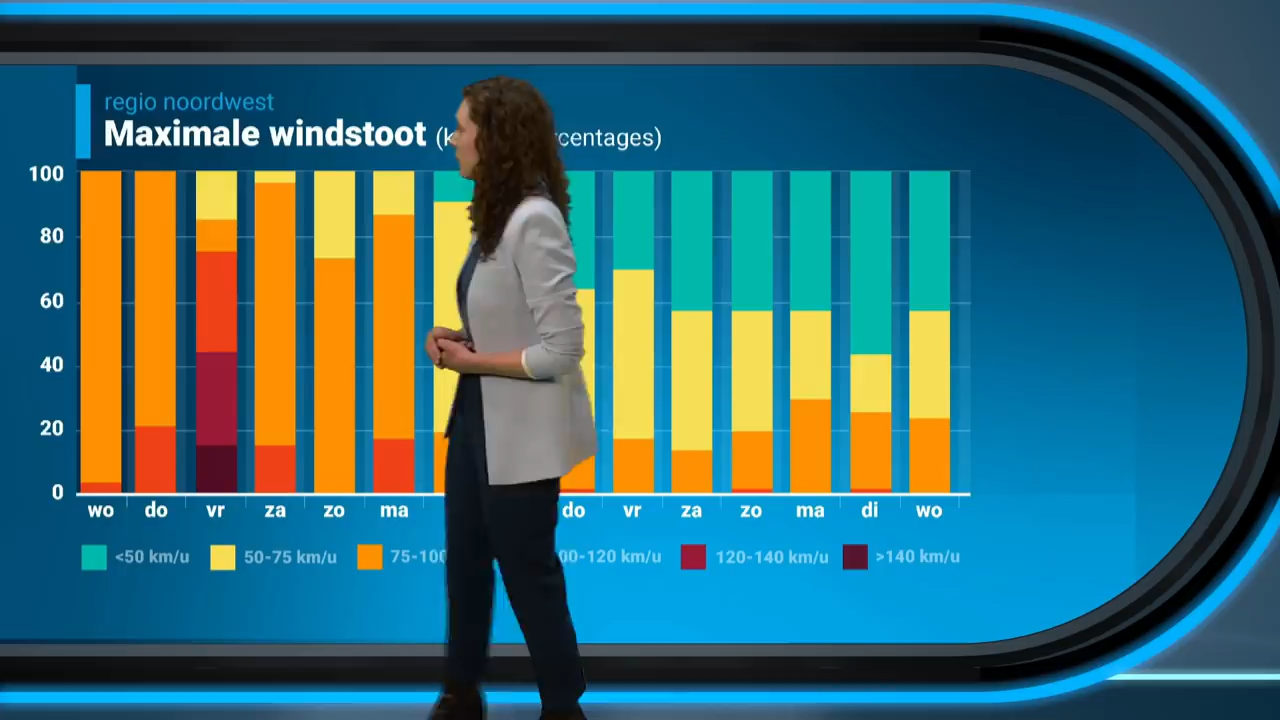 regio noordwest
Maximale windstoot (k centages)
100
80
60
40
20
0
wo do vr za zo ma do vr za zo ma di wo
<50 km/u 50-75 km/u 75-100 00-120 km/u 120-140 km/u >140 km/u